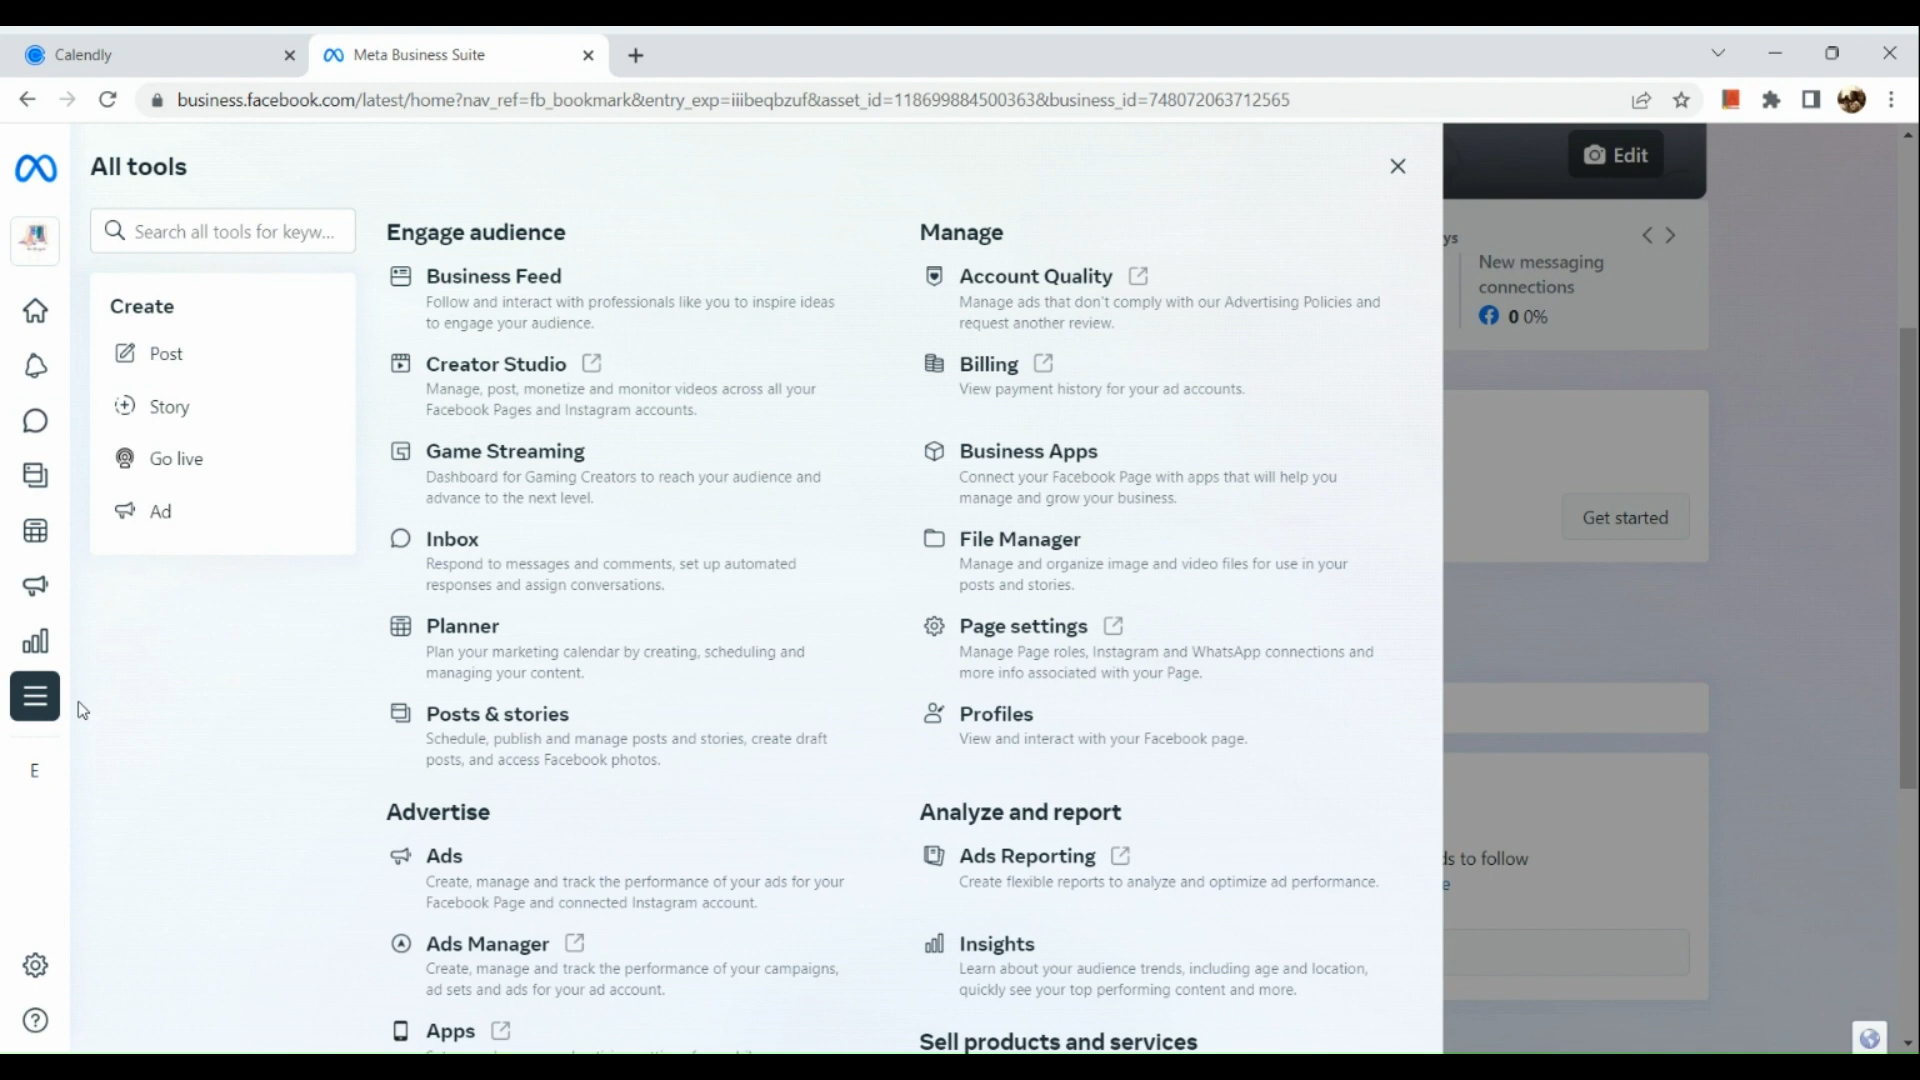 Calendly
Meta Business Suite
business.facebook.com/latest/home?nav_ref=fb_bookmark&entry_exp=iiibeqbzuf&asset_id=118699884500363&business_id=748072063712565
All tools
Edit
Search all tools for keyw...
Create
Post
Story
Go live
Ad
E
Engage audience
Business Feed
Follow and interact with professionals like you to inspire ideas
to engage your audience.
Creator Studio
Manage, post, monetize and monitor videos across all your
Facebook Pages and Instagram accounts.
Game Streaming
Dashboard for Gaming Creators to reach your audience and
advance to the next level.
Inbox
Respond to messages and comments, set up automated
responses and assign conversations.
Planner
Plan your marketing calendar by creating, scheduling and
managing your content.
Posts & stories
Schedule, publish and manage posts and stories, create draft
posts, and access Facebook photos.
Advertise
Ads
Create, manage and track the performance of your ads for your
Facebook Page and connected Instagram account.
Ads Manager
Create, manage and track the performance of your campaigns,
ad sets and ads for your ad account.
Apps
Manage
Account Quality
Manage ads that don't comply with our Advertising Policies and
request another review.
Billing
View payment history for your ad accounts.
Business Apps
Connect your Facebook Page with apps that will help you
manage and grow your business.
File Manager
Manage and organize image and video files for use in your
posts and stories.
Page settings
Manage Page roles, Instagram and WhatsApp connections and
more info associated with your Page.
Profiles
View and interact with your Facebook page.
Analyze and report
Ads Reporting
Create flexible reports to analyze and optimize ad performance.
Insights
Learn about your audience trends, including age and location,
quickly see your top performing content and more.
Sell products and services
ys
New messaging
connections
0 0%
Get started
ds to follow
e